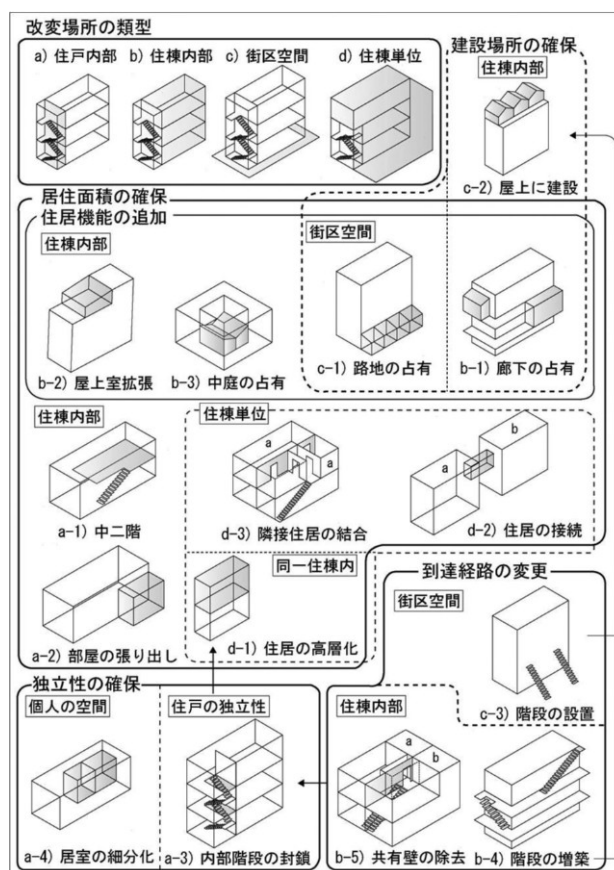 改変場所の類型
a) 住戸内部
b) 住棟内部
c) 街区空間
d) 住棟単位
建設場所の確保
住棟内部
c-2) 屋上に建設
居住面積の確保
住居機能の追加
住棟内部
b-2) 屋上室拡張
b-3) 中庭の占有
街区空間
c-1) 路地の占有
b-1) 廊下の占有
住棟内部
a-1) 中二階
a-2) 部屋の張り出し
住棟単位
a
a
d-3) 隣接住居の結合
a
b
d-2) 住居の接続
同一住棟内
d-1) 住居の高層化
到達経路の変更
街区空間
c-3) 階段の設置
独立性の確保
個人の空間
a-4) 居室の細分化
住戸の独立性
a-3) 内部階段の封鎖
住棟内部
a
b
b-5) 共有壁の除去
b-4) 階段の増築